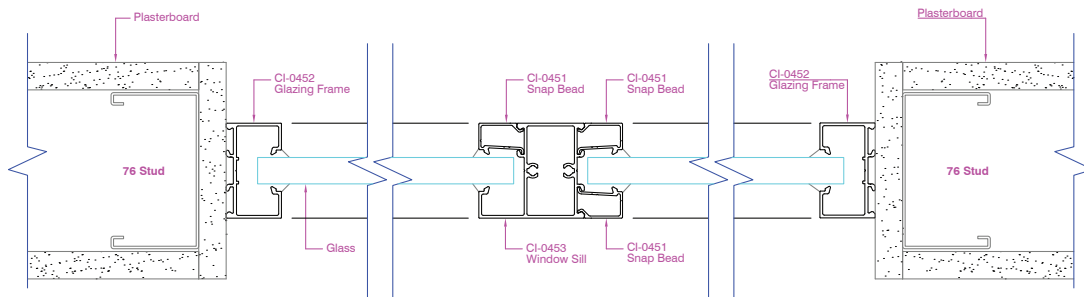 Plasterboard
Plasterboard
CI-0452
Glazing Frame
CI-0451
Snap Bead
CI-0451
Snap Bead
CI-0452
Glazing Frame
76 Stud
76 Stud
Glass
CI-0453
Window Sill
CI-0451
Snap Bead